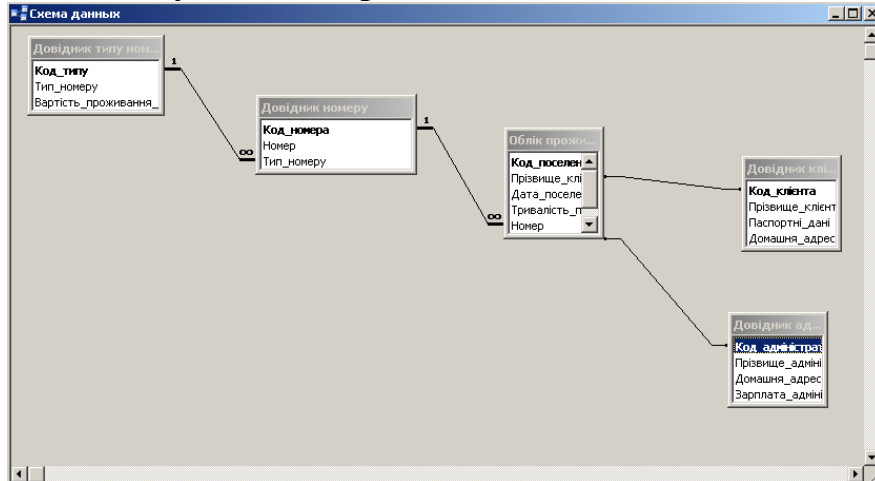 Схема данных
Довідник типу ном...
Код_типу
Тип_номеру
Вартість_проживання_
1
∞
Довідник номеру
Код_номера
Номер
Тип_номеру
1
∞
Облік прожи...
Код_поселен
Прізвище_клі
Дата_поселе
Тривалість_п
Номер
Довідник клі...
Код_клієнта
Прізвище_клієнт
Паспортні_дані
Домашня_адрес
Довідник ад...
Код_адміністрат
Прізвище_адміні
Домашня_адрес
Зарплата_адміні